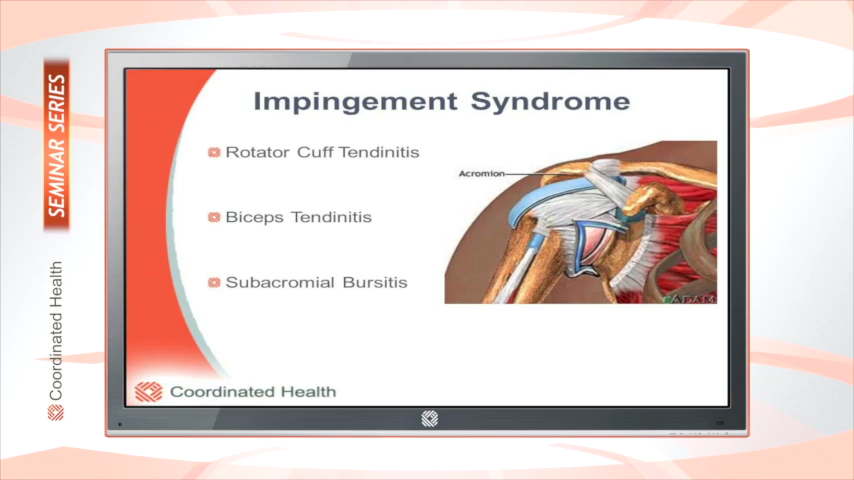 SEMINAR SERIES
Coordinated Health
Impingement Syndrome
Rotator Cuff Tendinitis
Biceps Tendinitis
Subacromial Bursitis
Acromion
ADAM
Coordinated Health